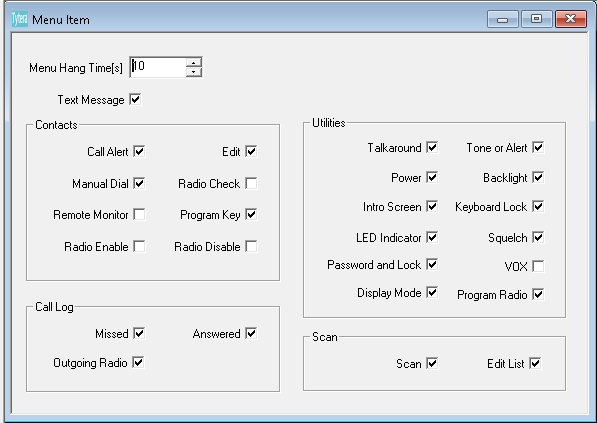 Tytera Menu Item
Menu Hang Time[s] 10
Text Message
Contacts
Call Alert Edit
Manual Dial Radio Check
Remote Monitor Program Key
Radio Enable Radio Disable
Utilities
Talkaround Tone or Alert
Power Backlight
Intro Screen Keyboard Lock
LED Indicator Squelch
Password and Lock VOX
Display Mode Program Radio
Call Log
Missed Answered
Outgoing Radio
Scan
Scan Edit List